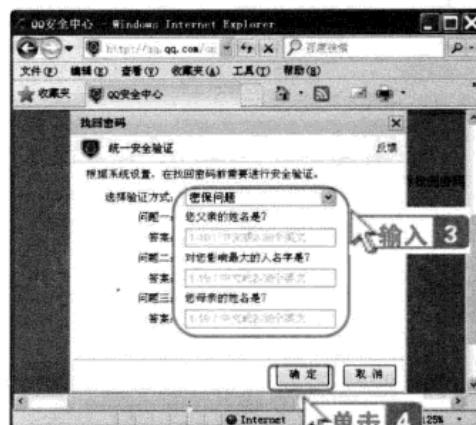 QQ安全中心 - Windows Internet Explorer
qq.com
百度快搜
文件(F) 编辑(E) 查看(V) 收藏夹(A) 工具(T) 帮助(H)
收藏夹 QQ安全中心
找回密码
统一安全验证 反馈
根据系统设置，在找回密码前需要进行安全验证。
选择验证方式： 密保问题
问题一： 您父亲的姓名是？
答案：
问题二： 对您影响最大的人名字是？
答案：
问题三： 您母亲的姓名是？
答案：
输入 3
确定 取消
单击 4
Internet 125%